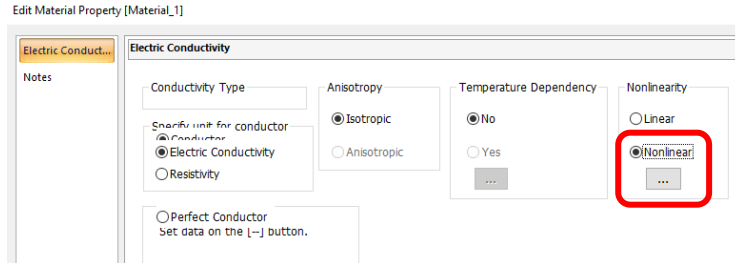 Edit Material Property [Material_1]
Electric Conduct...
Notes
Electric Conductivity
Conductivity Type
Specify unit for conductor
Conductor
Electric Conductivity
Resistivity
Perfect Conductor
Set data on the [--] button.
Anisotropy
Isotropic
Anisotropic
Temperature Dependency
No
Yes
...
Nonlinearity
Linear
Nonlinear
...